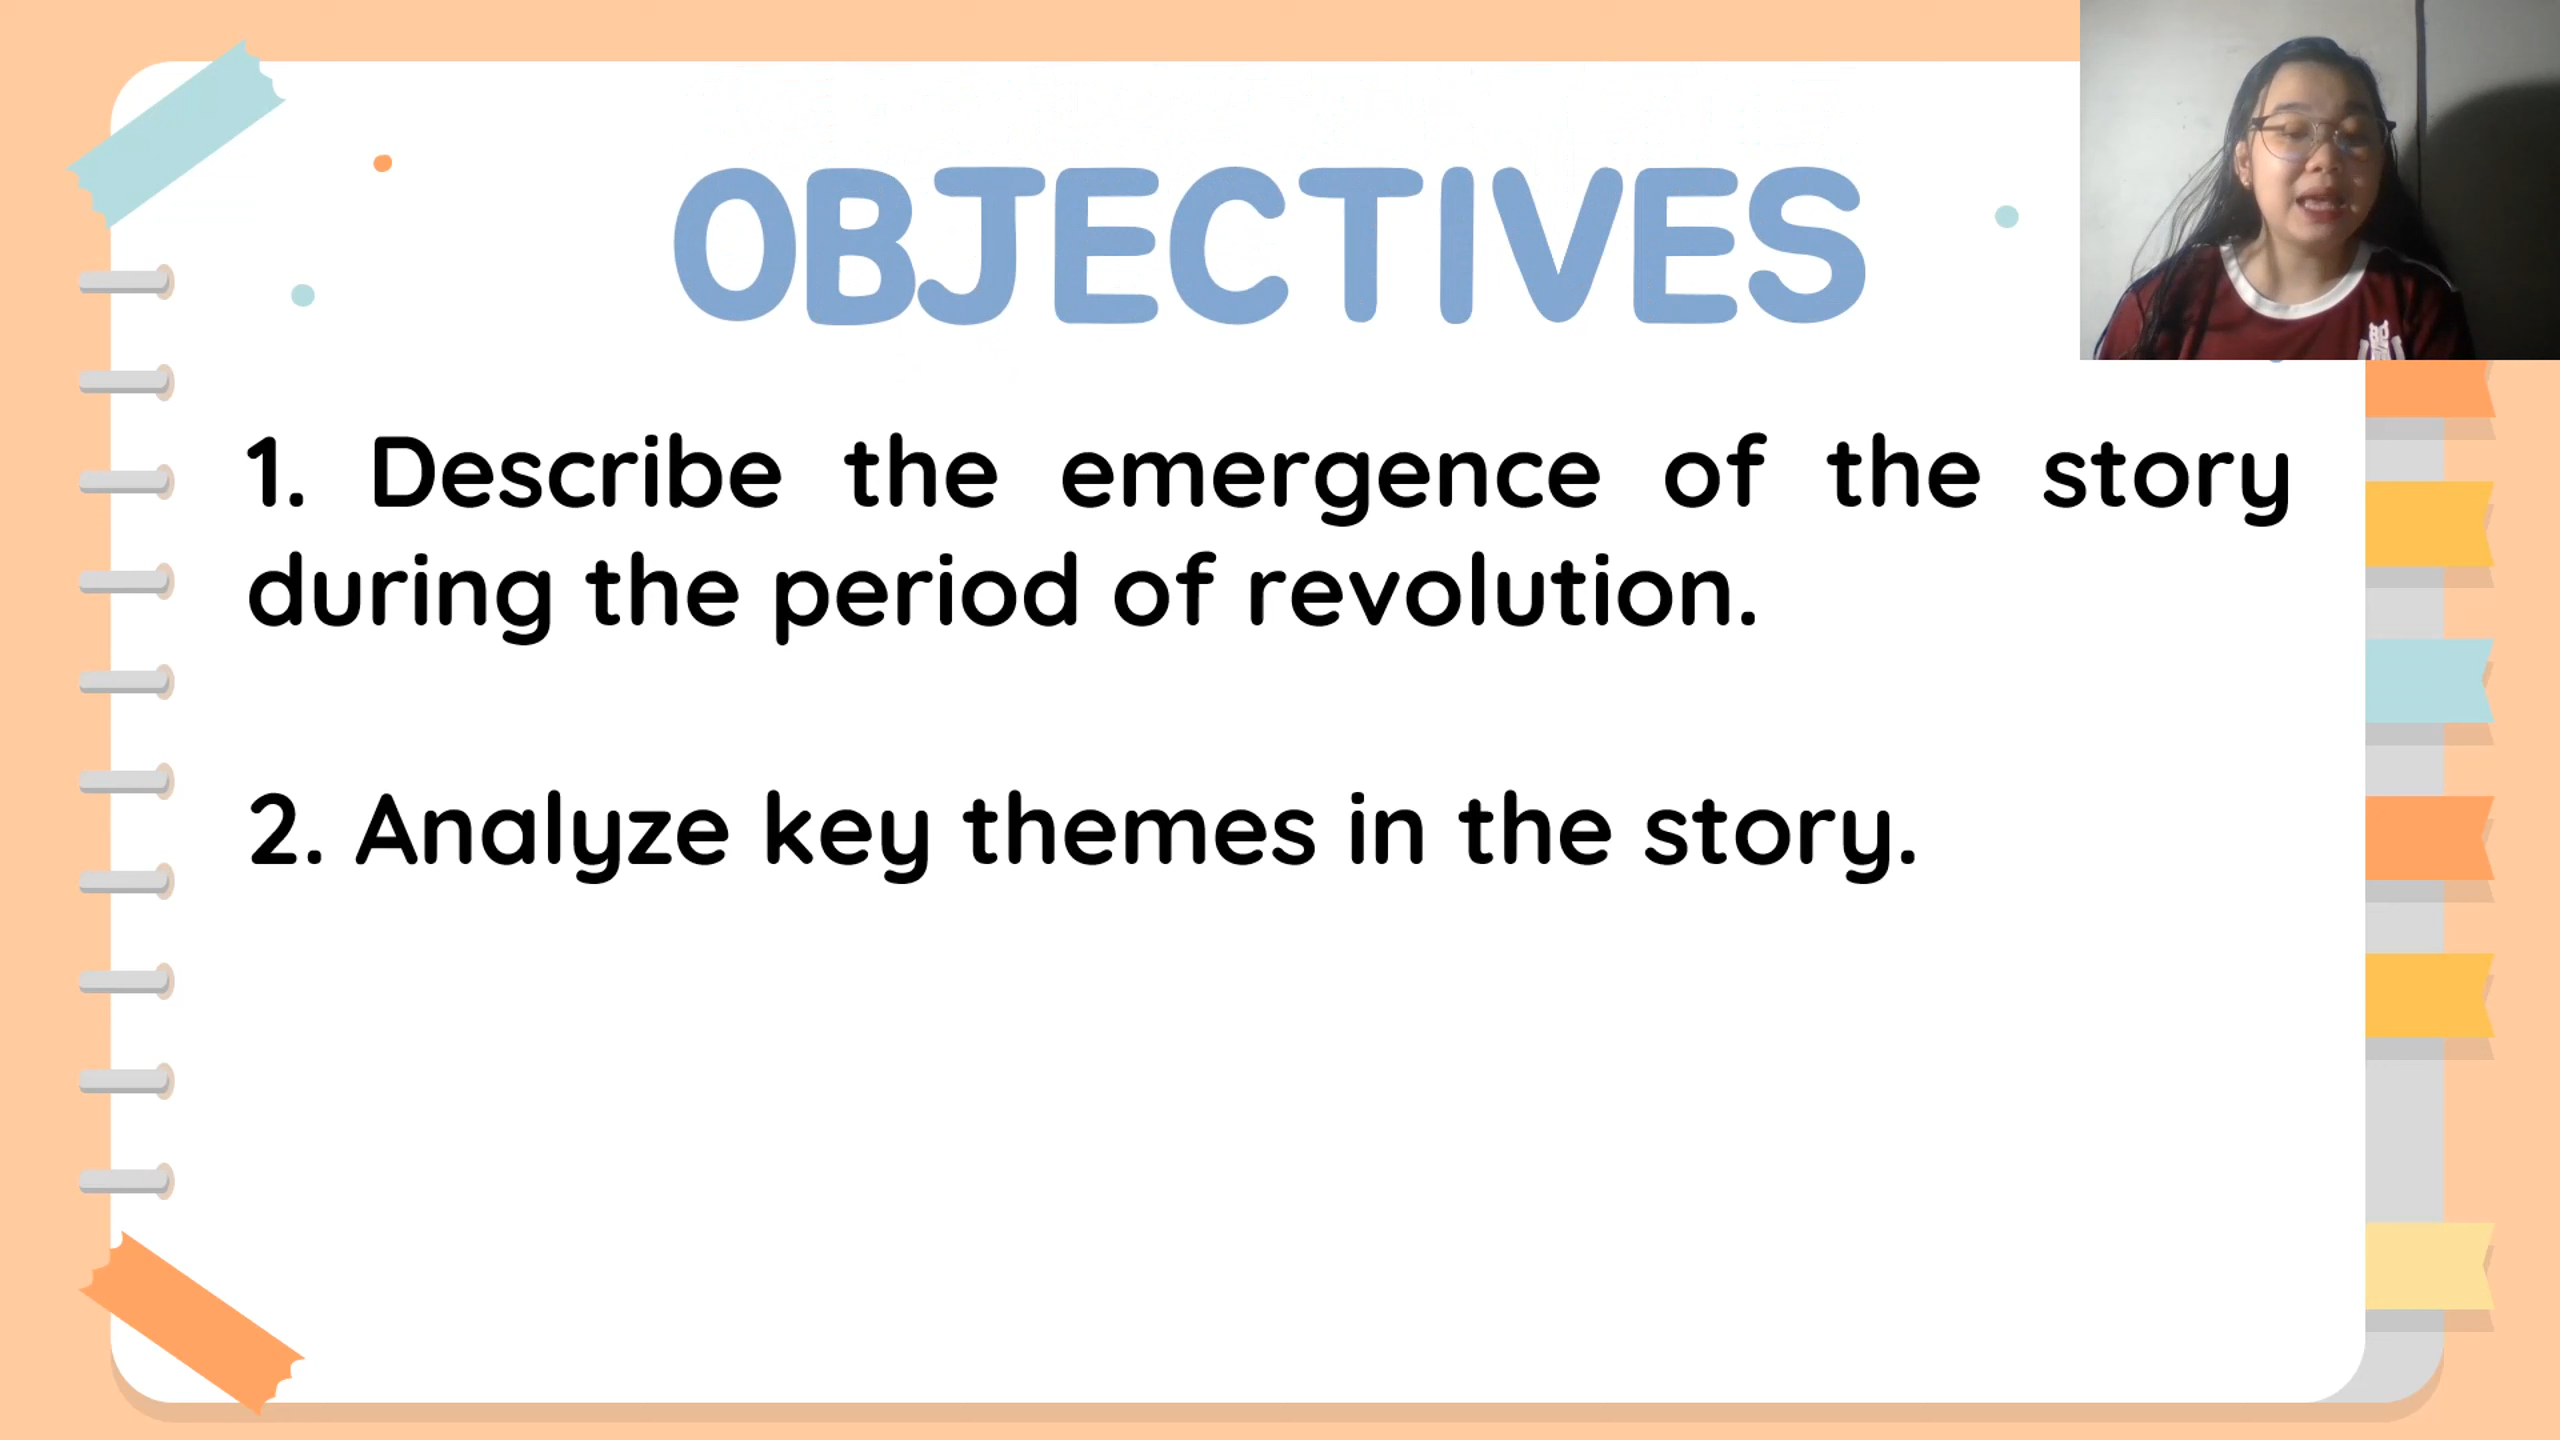 OBJECTIVES
1. Describe the emergence of the story
during the period of revolution.
2. Analyze key themes in the story.